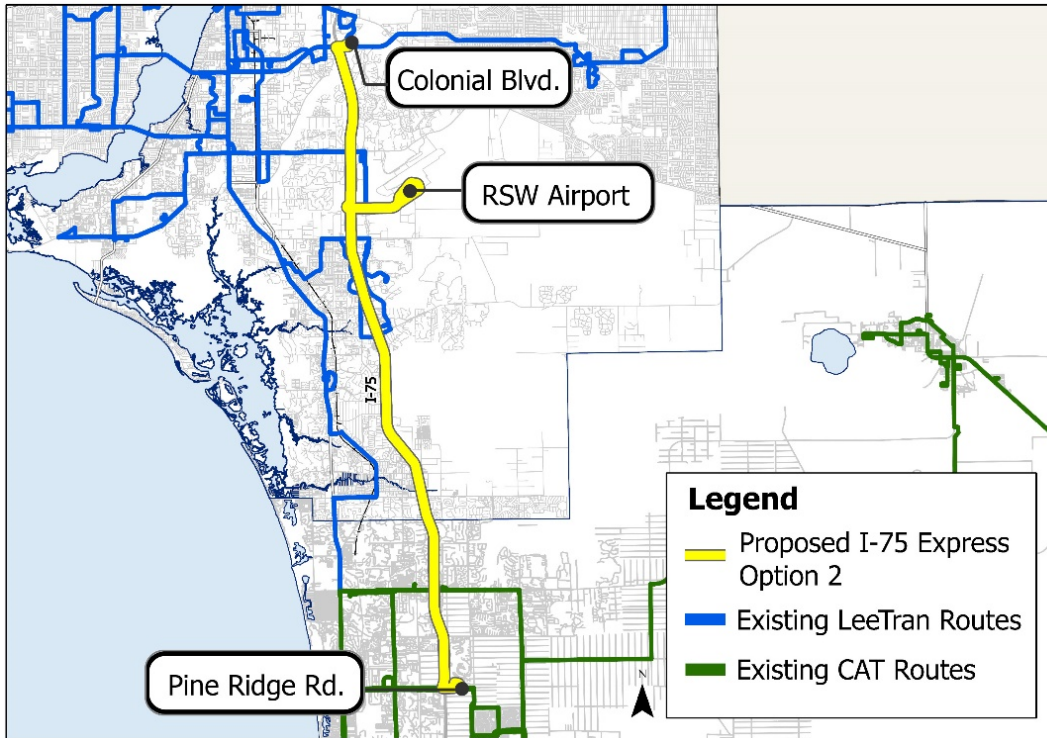 Colonial Blvd.
RSW Airport
I-75
Pine Ridge Rd.
N
Legend
Proposed I-75 Express
Option 2
Existing LeeTran Routes
Existing CAT Routes